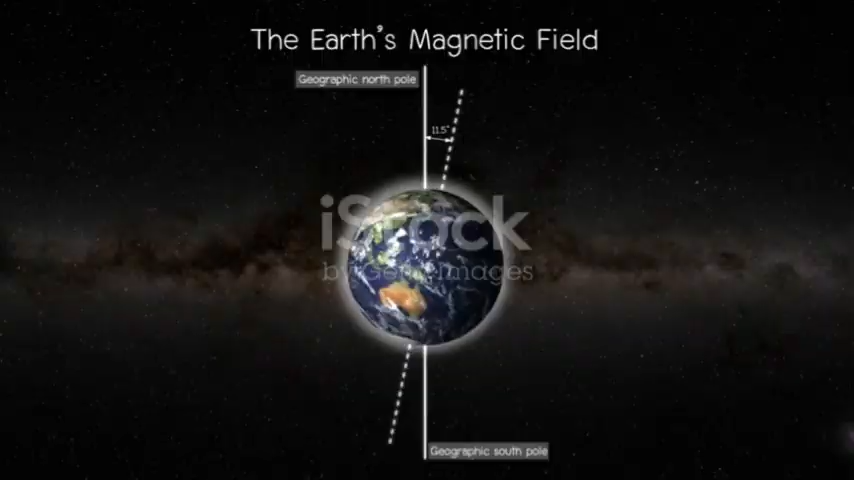 The Earth's Magnetic Field
Geographic north pole
11.5°
iStock
by Getty Images
Geographic south pole